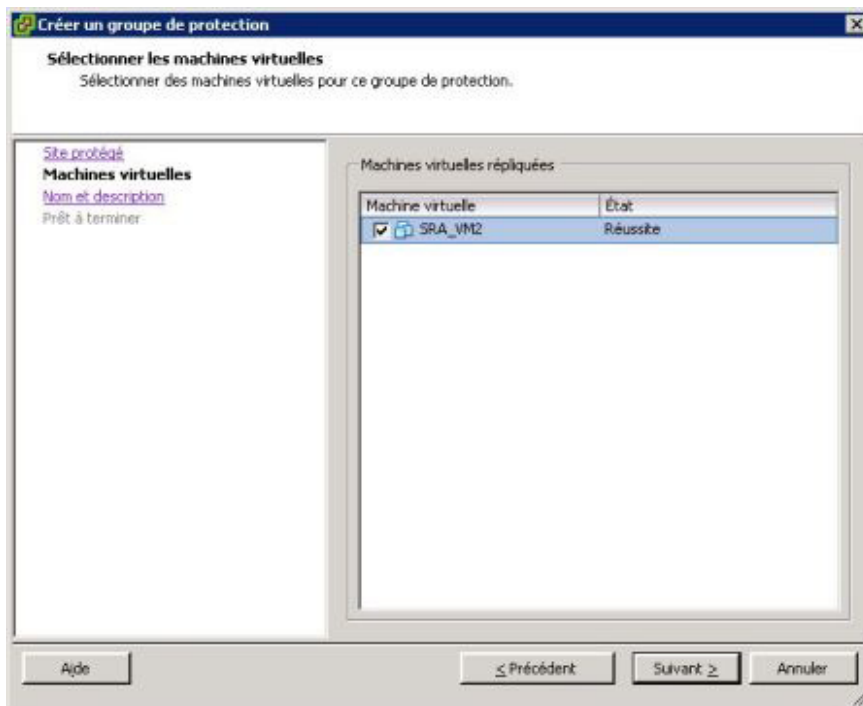 Créer un groupe de protection
Sélectionner les machines virtuelles
Sélectionner des machines virtuelles pour ce groupe de protection.
Site protégé
Machines virtuelles
Nom et description
Prêt à terminer
Machines virtuelles répliquées
Machine virtuelle État
SRA_VM2 Réussite
Aide
< Précédent
Suivant >
Annuler